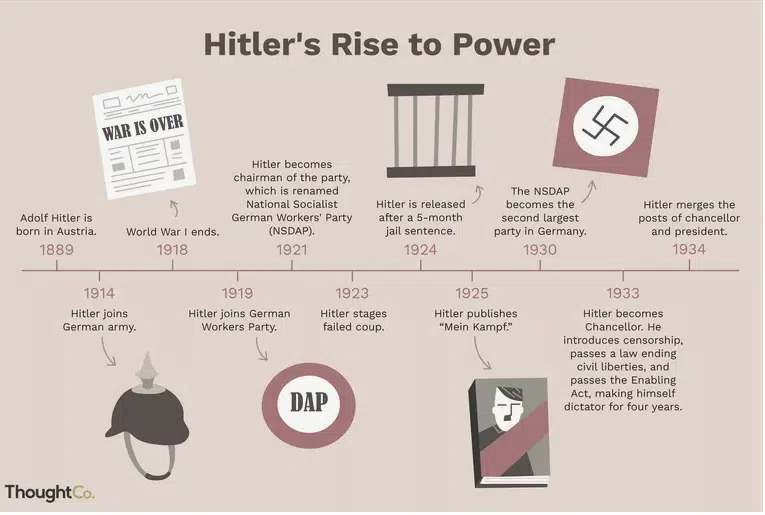 Hitler's Rise to Power
WAR IS OVER
Adolf Hitler is
born in Austria.
1889
Hitler joins
German army.
1914
World War I ends.
1918
1919
Hitler joins German
Workers Party.
DAP
Hitler becomes
chairman of the party,
which is renamed
National Socialist
German Workers' Party
(NSDAP).
1921
1923
Hitler stages
failed coup.
Hitler is released
after a 5-month
jail sentence.
1924
1925
Hitler publishes
“Mein Kampf.”
The NSDAP
becomes the
second largest
party in Germany.
1930
1933
Hitler becomes
Chancellor. He
introduces censorship,
passes a law ending
civil liberties, and
passes the Enabling
Act, making himself
dictator for four years.
Hitler merges the
posts of chancellor
and president.
1934
ThoughtCo.